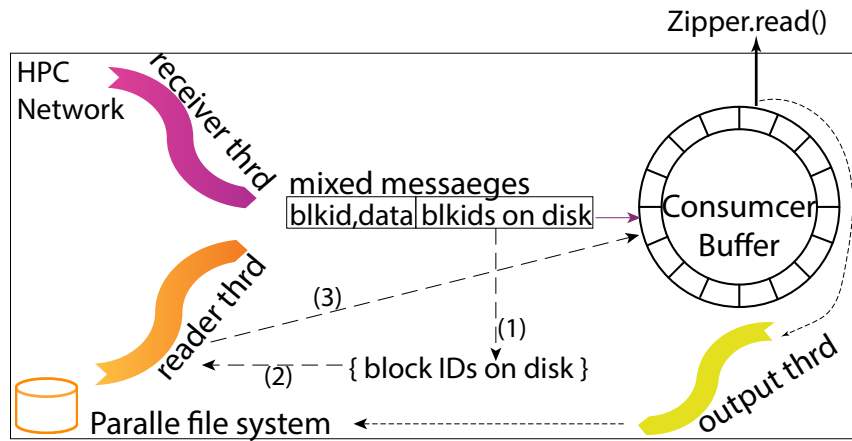 Zipper.read()
HPC
Network
receiver thrd
mixed messaeges
blkid,data blkids on disk
Consumcer
Buffer
reader thrd
(3)
(1)
(2)
{ block IDs on disk }
output thrd
Paralle file system